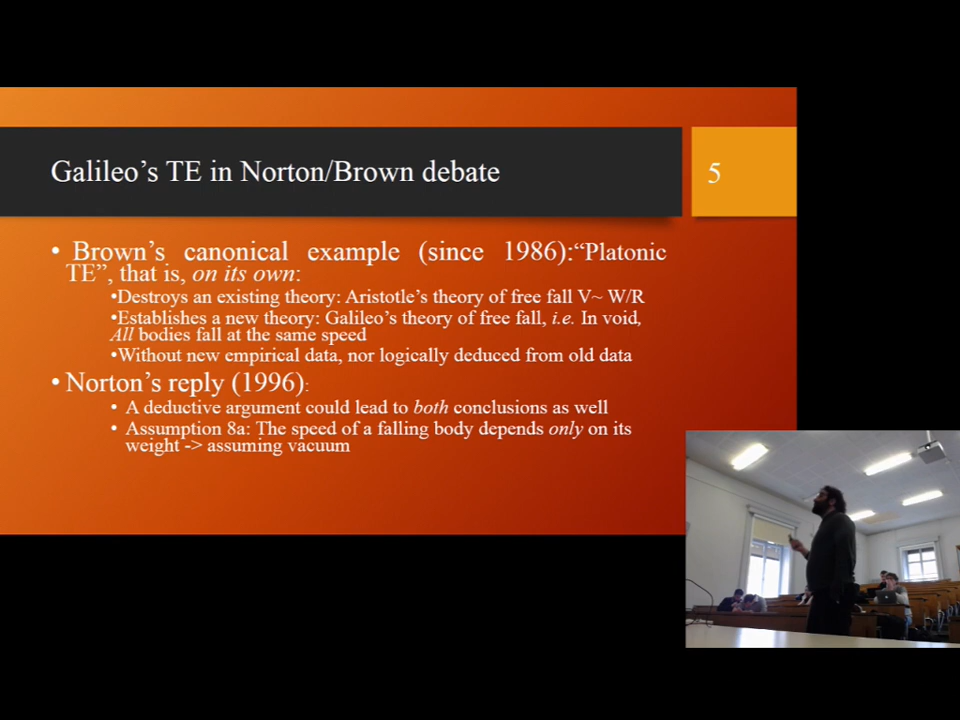 Galileo's TE in Norton/Brown debate
5
• Brown's canonical example (since 1986):“Platonic
TE”, that is, on its own:
•Destroys an existing theory: Aristotle's theory of free fall V~ W/R
•Establishes a new theory: Galileo's theory of free fall, i.e. In void,
All bodies fall at the same speed
•Without new empirical data, nor logically deduced from old data
• Norton's reply (1996):
• A deductive argument could lead to both conclusions as well
• Assumption 8a: The speed of a falling body depends only on its
weight -> assuming vacuum